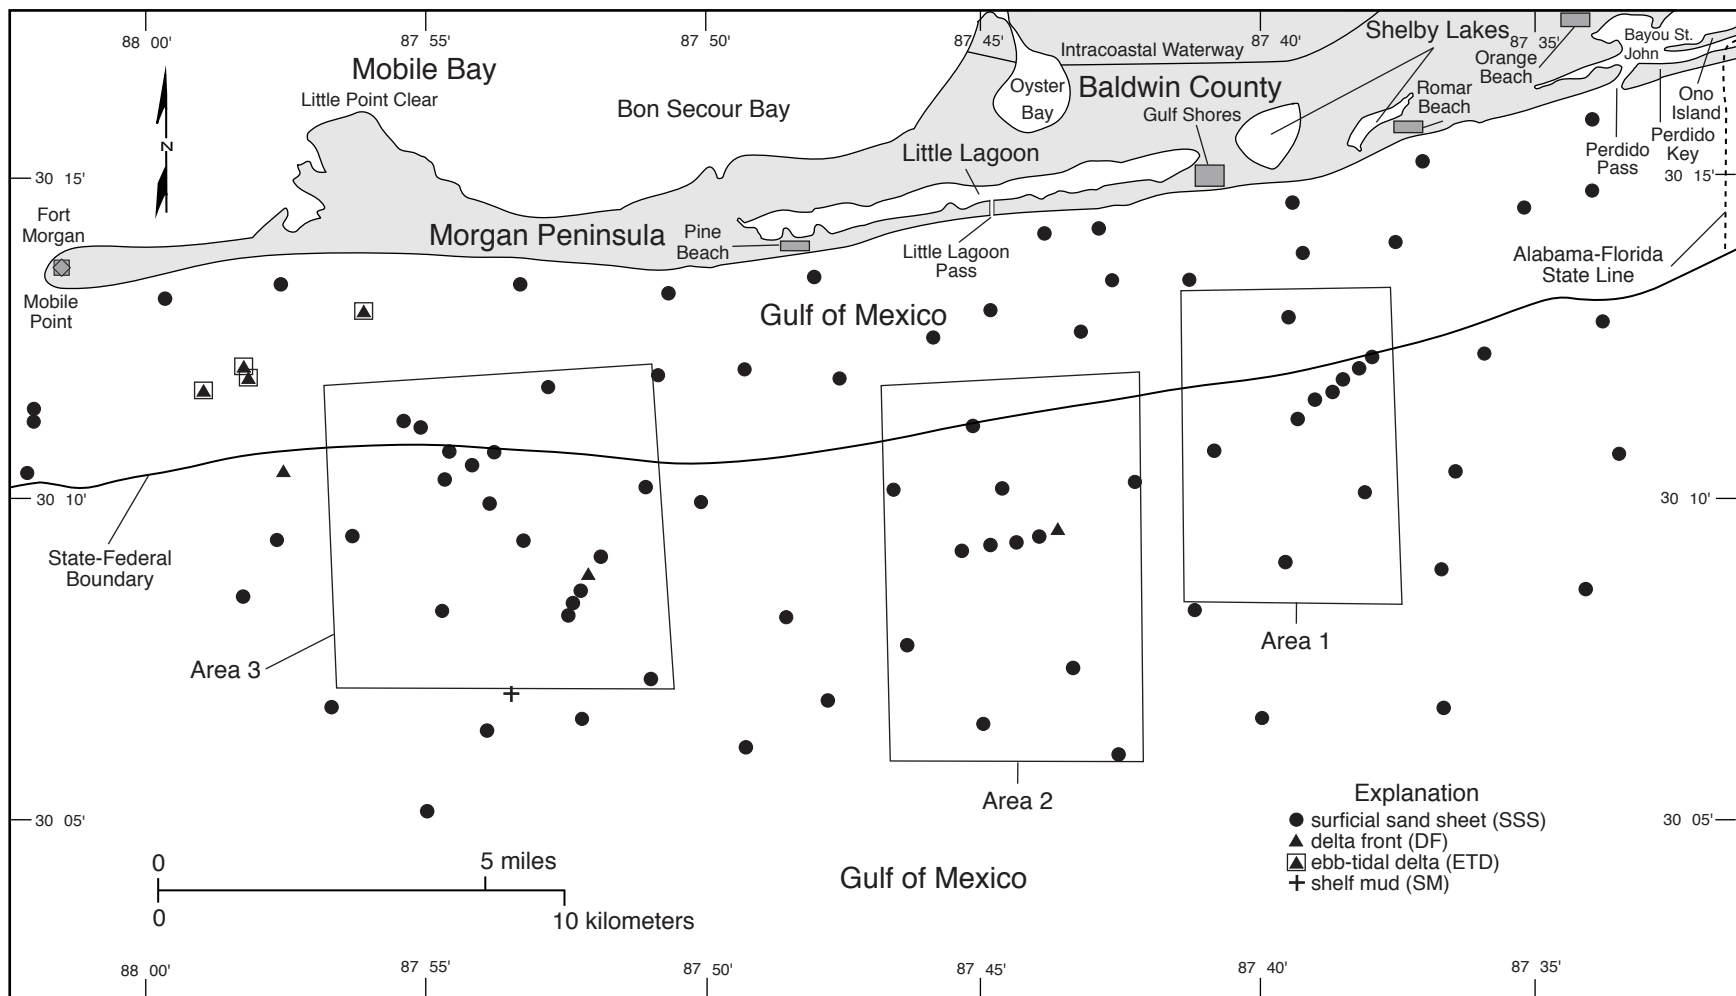 88 00'
87 55'
87 50'
87 45'
87 40'
87 35'
Shelby Lakes
Bayou St.
John
Orange
Beach
Intracoastal Waterway
Mobile Bay
Little Point Clear
Bon Secour Bay
Oyster
Bay
Baldwin County
Gulf Shores
Romar
Beach
Ono
Island
Perdido
Key
Perdido
Pass
N
Little Lagoon
30 15'
30 15'
Fort
Morgan
Morgan Peninsula
Pine
Beach
Little Lagoon
Pass
Alabama-Florida
State Line
Mobile
Point
Gulf of Mexico
30 10'
30 10'
State-Federal
Boundary
Area 3
Area 1
Area 2
Explanation
surficial sand sheet (SSS)
delta front (DF)
ebb-tidal delta (ETD)
shelf mud (SM)
30 05'
30 05'
0
5 miles
0
10 kilometers
Gulf of Mexico
88 00'
87 55'
87 50'
87 45'
87 40'
87 35'